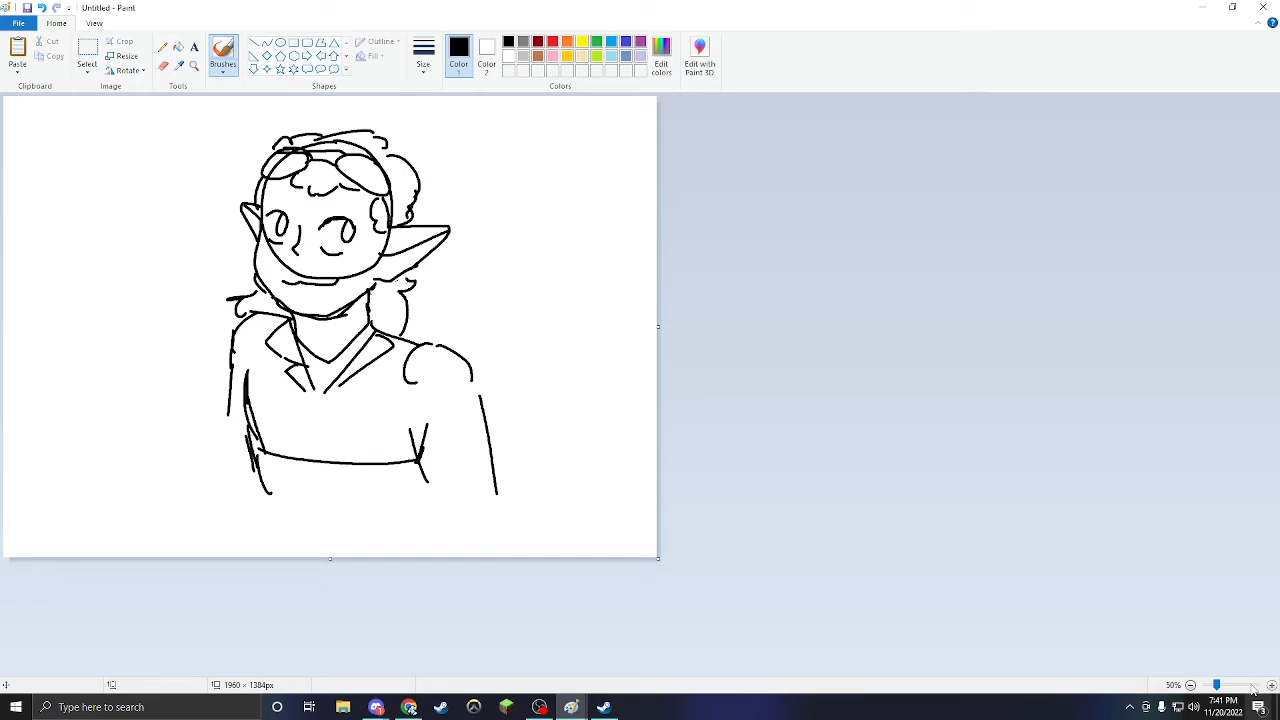 Untitled - Paint
File Home View
Paste
Cut
Copy
Clipboard
Select
Crop
Resize
Rotate
Image
A
Tools
Brushes
Shapes
Outline
Fill
Size
Color
1
Color
2
Colors
Edit
colors
Edit with
Paint 3D
1960 × 1384px
50%
Type here to search
7:41 PM
11/20/2022